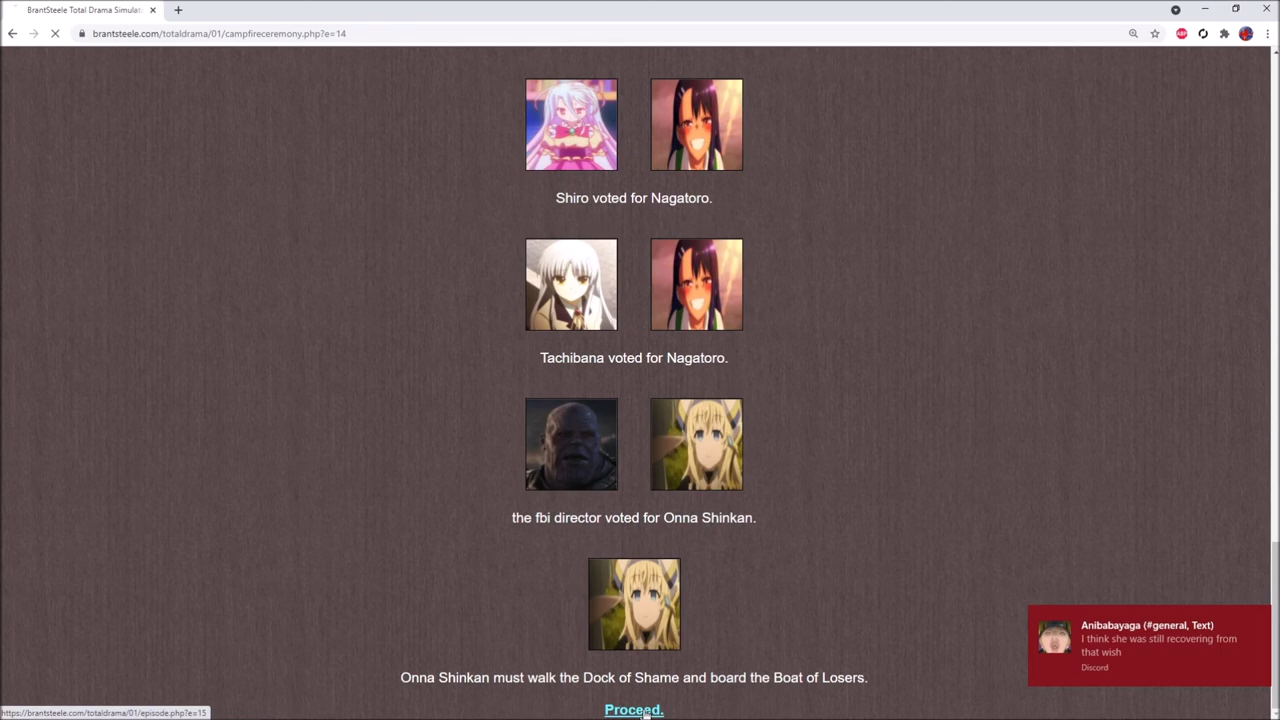 BrantSteele Total Drama Simulat
brantsteele.com/totaldrama/01/campfireceremony.php?e=14
ABP
Shiro voted for Nagatoro.
Tachibana voted for Nagatoro.
the fbi director voted for Onna Shinkan.
Onna Shinkan must walk the Dock of Shame and board the Boat of Losers.
Proceed.
Anibabayaga (#general, Text)
I think she was still recovering from
that wish
Discord
https://brantsteele.com/totaldrama/01/episode.php?e=15